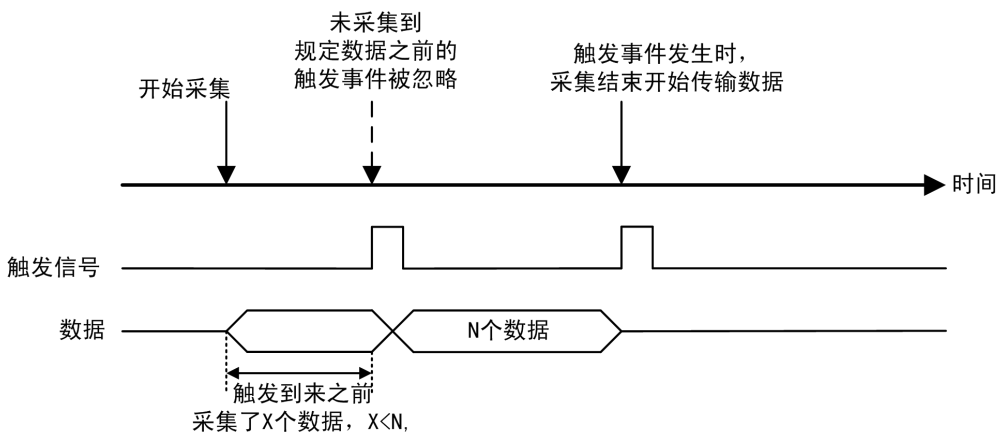 未采集到
规定数据之前的
触发事件被忽略
触发事件发生时，
采集结束开始传输数据
开始采集
时间
触发信号
数据
N个数据
触发到来之前
采集了X个数据，X<N,